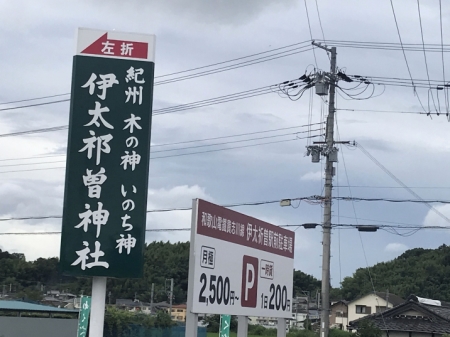 左折
紀州 木の神 いのち神
伊太祁曽神社
和歌山電鐵貴志川線 伊太祈曽駅前駐車場
月極
2,500円~
P
一時預
1日200円